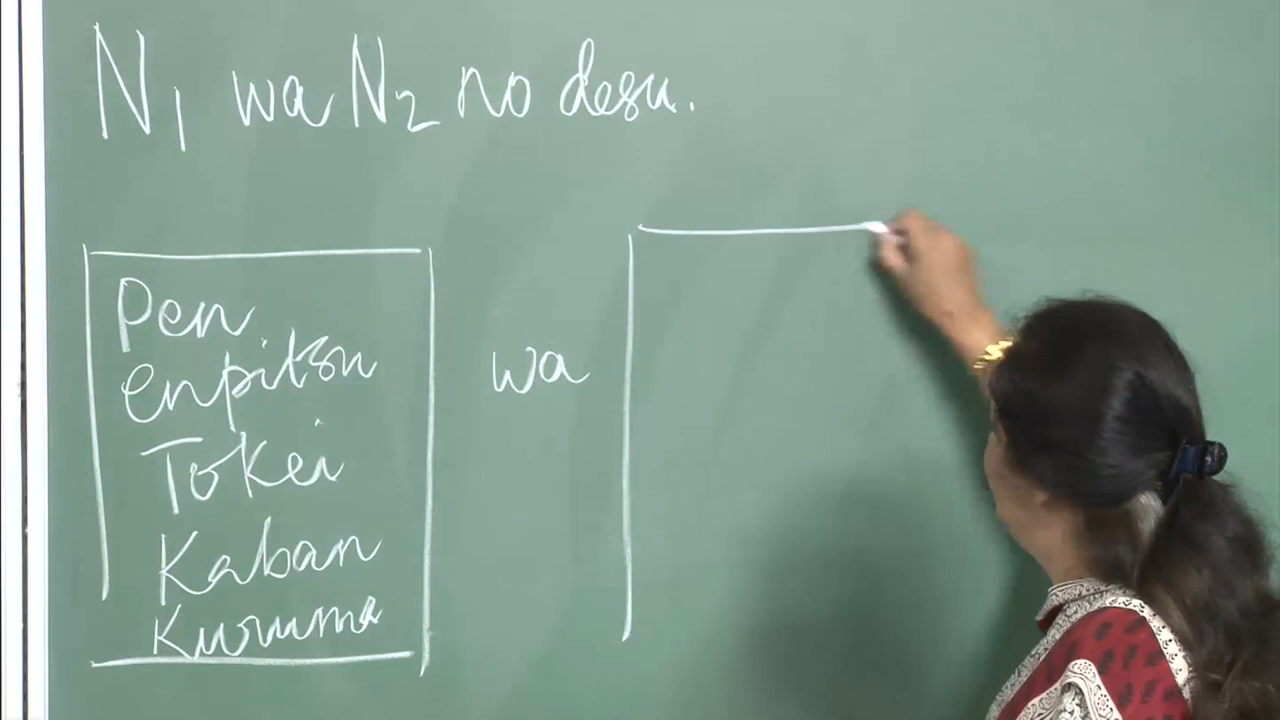 N1 wa N2 no desu.
Pen
enpitsu
Tokei
Kaban
Kuruma
wa